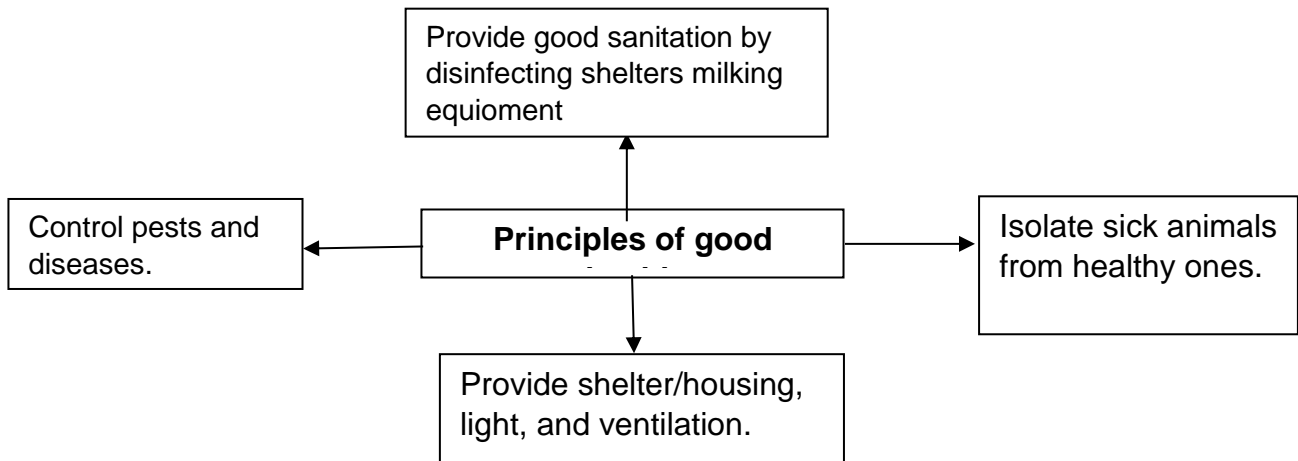 Provide good sanitation by
disinfecting shelters milking
equioment
Control pests and
diseases.
Principles of good
Isolate sick animals
from healthy ones.
Provide shelter/housing,
light, and ventilation.